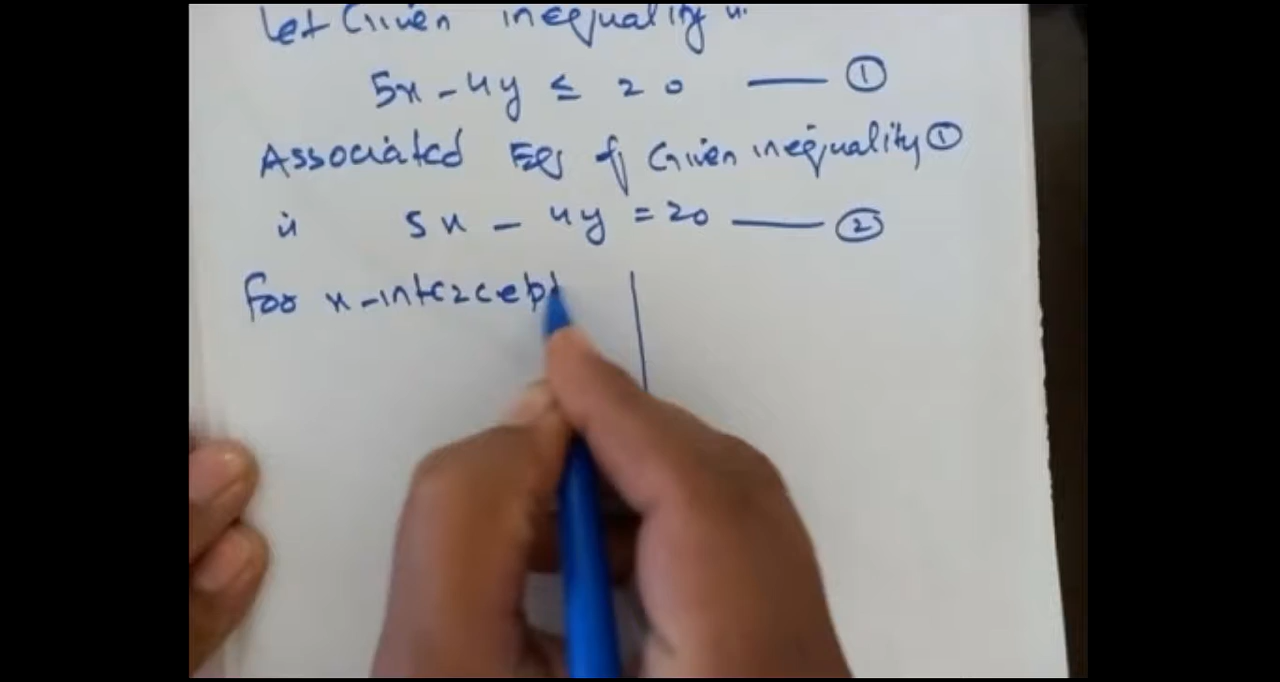 let Given inequality is
5x - 4y ≤ 20 —— ①
Associated Eq of Given inequality ①
is 5x - 4y = 20 —— ②
for x-intercept